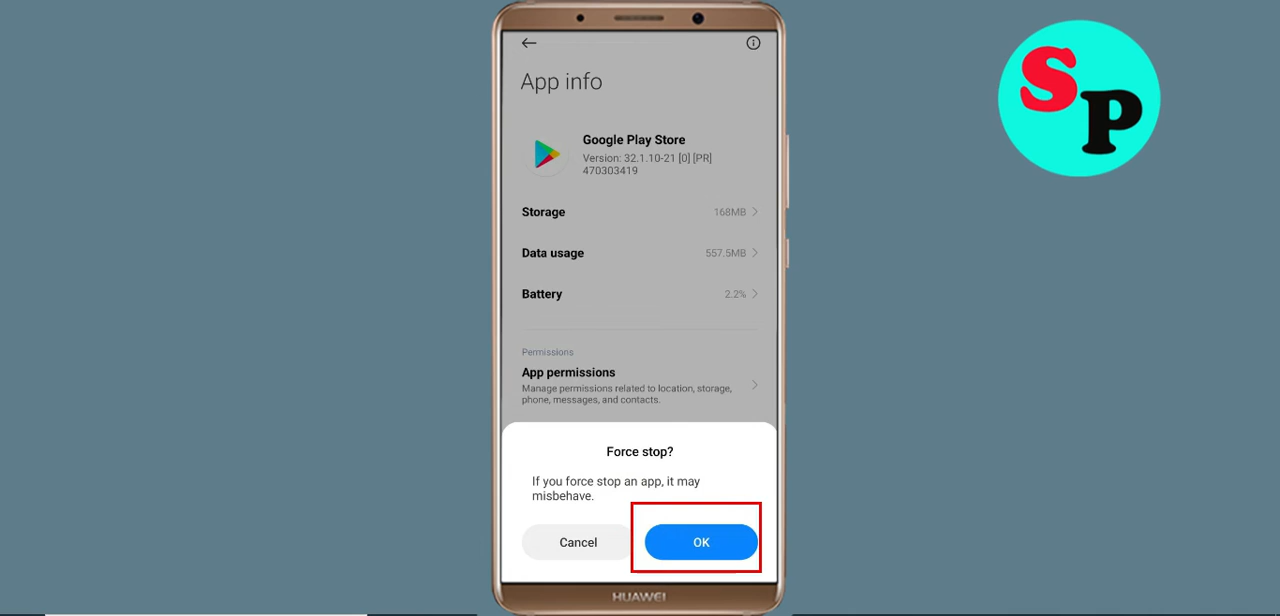 App info
Google Play Store
Version: 32.1.10-21 [0] [PR]
470303419
Storage 168MB
Data usage 557.5MB
Battery 2.2%
Permissions
App permissions
Manage permissions related to location, storage,
phone, messages, and contacts.
Force stop?
If you force stop an app, it may
misbehave.
Cancel OK
HUAWEI
SP